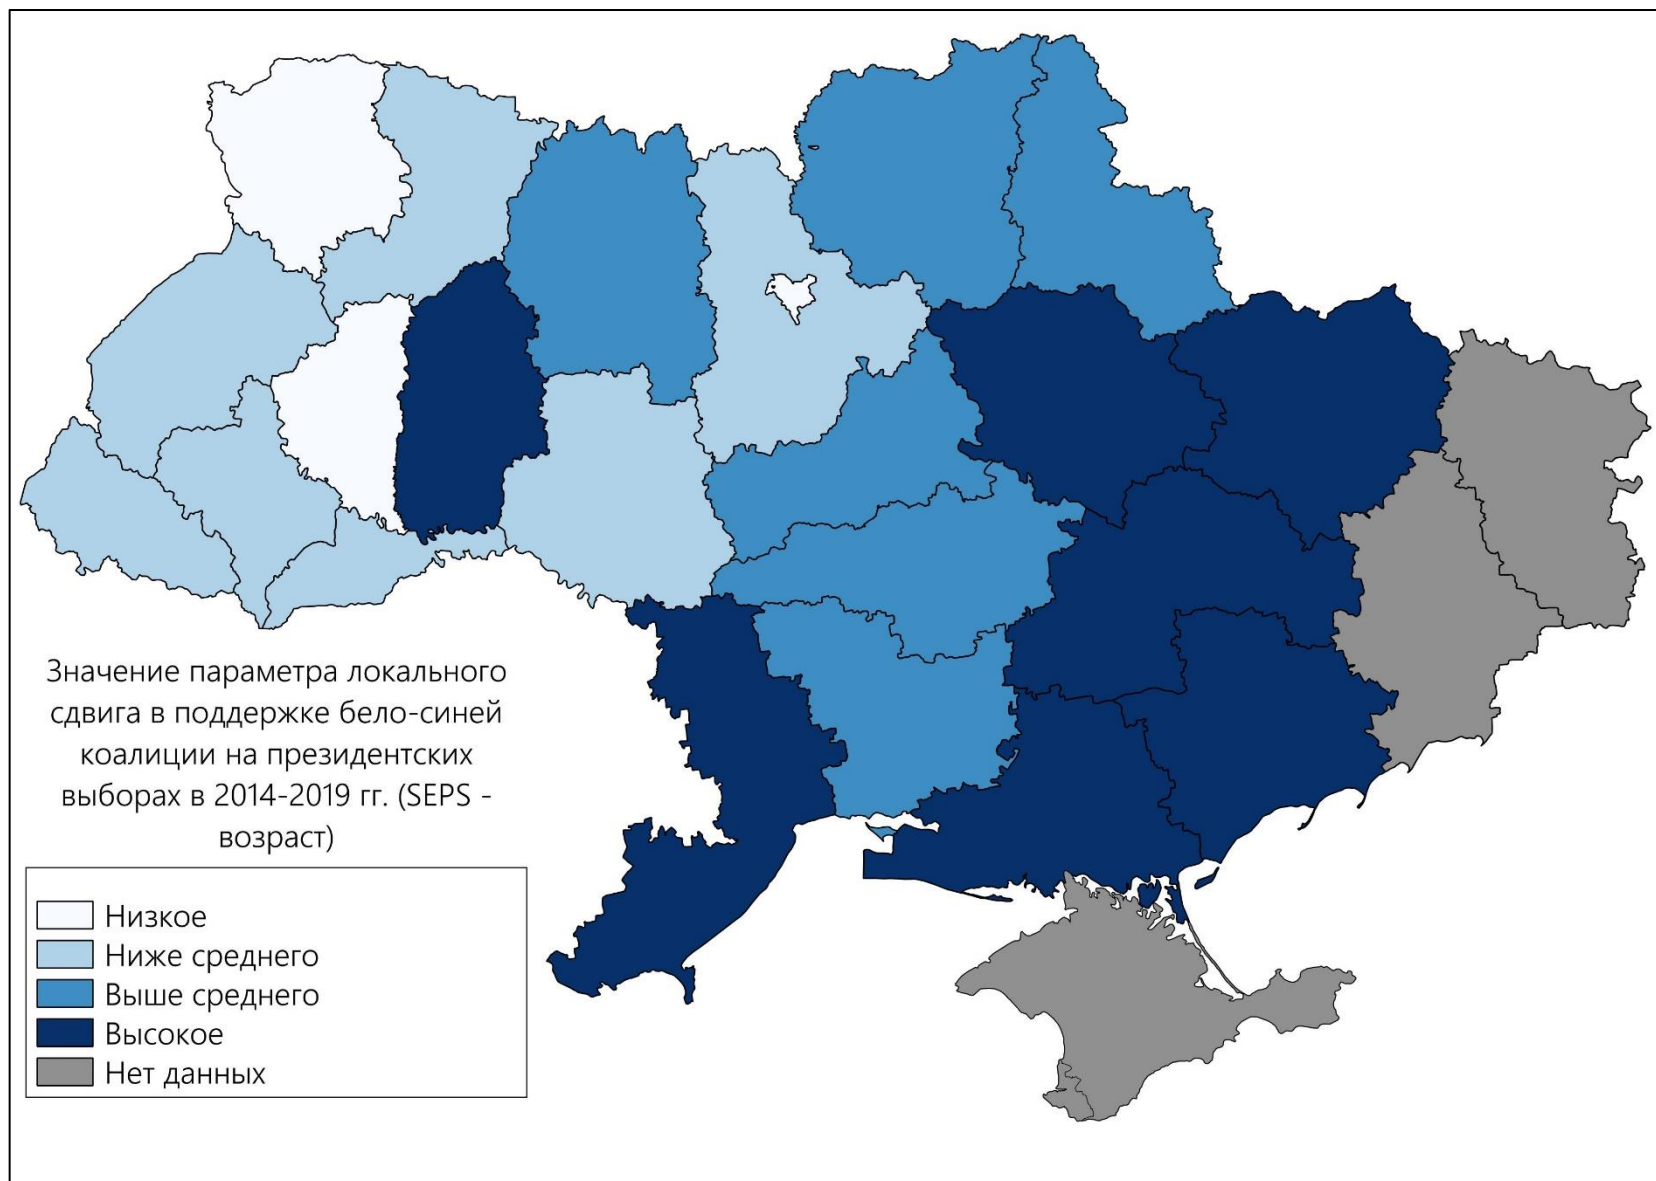 Значение параметра локального
сдвига в поддержке бело-синей
коалиции на президентских
выборах в 2014-2019 гг. (SEPS -
возраст)
Низкое
Ниже среднего
Выше среднего
Высокое
Нет данных